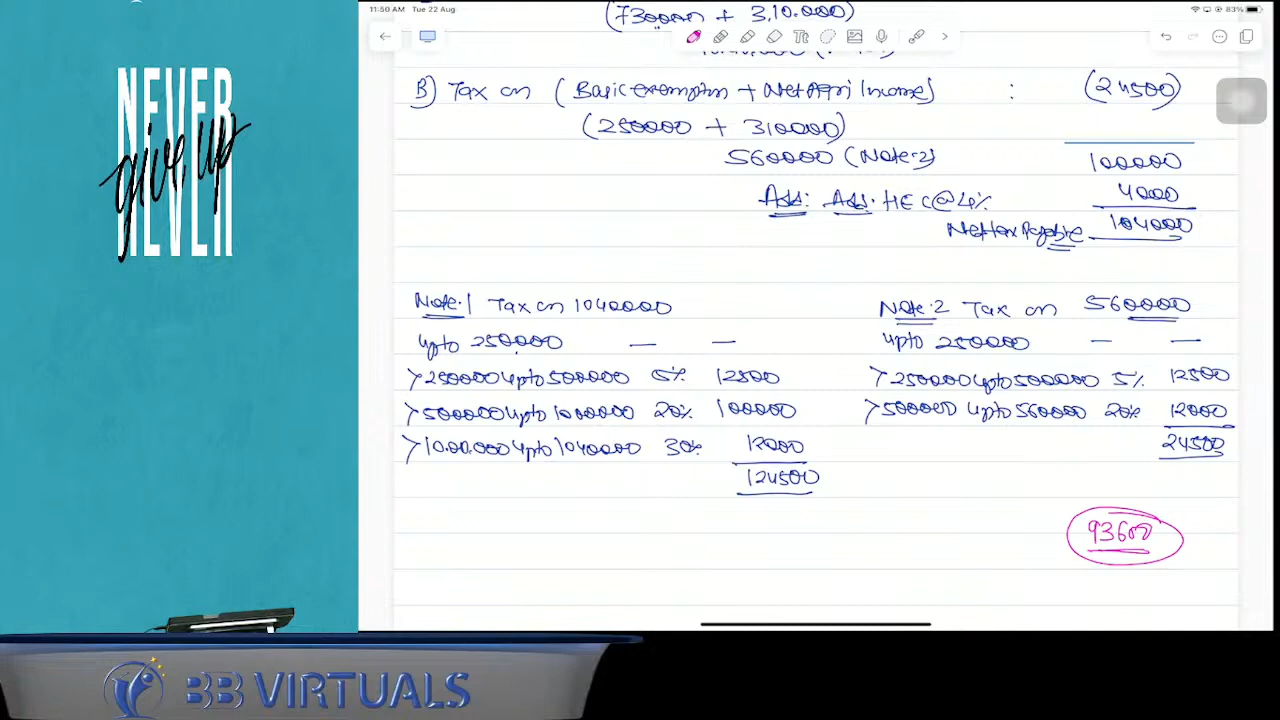 11:50 AM Tue 22 Aug
83%
(730000 + 3,10.000)
B) Tax on (Basic exemption + Net Agri Income) : (24500)
(250000 + 310000)
560000 (Note-2)
100000
Add: Add. HEC@4% 4000
Net tax Payable 104000
Note:1 Tax on 1040000
upto 250000 — —
>250000 upto 500000 5% 12500
>500000 upto 1000000 20% 100000
>10,00,000 upto 1040000 30% 12000
124500
Note:2 Tax on 560000
upto 250000 — —
>250000 upto 500000 5% 12500
>500000 upto 560000 20% 12000
24500
93600
NEVER
give up
NEVER
BB VIRTUALS